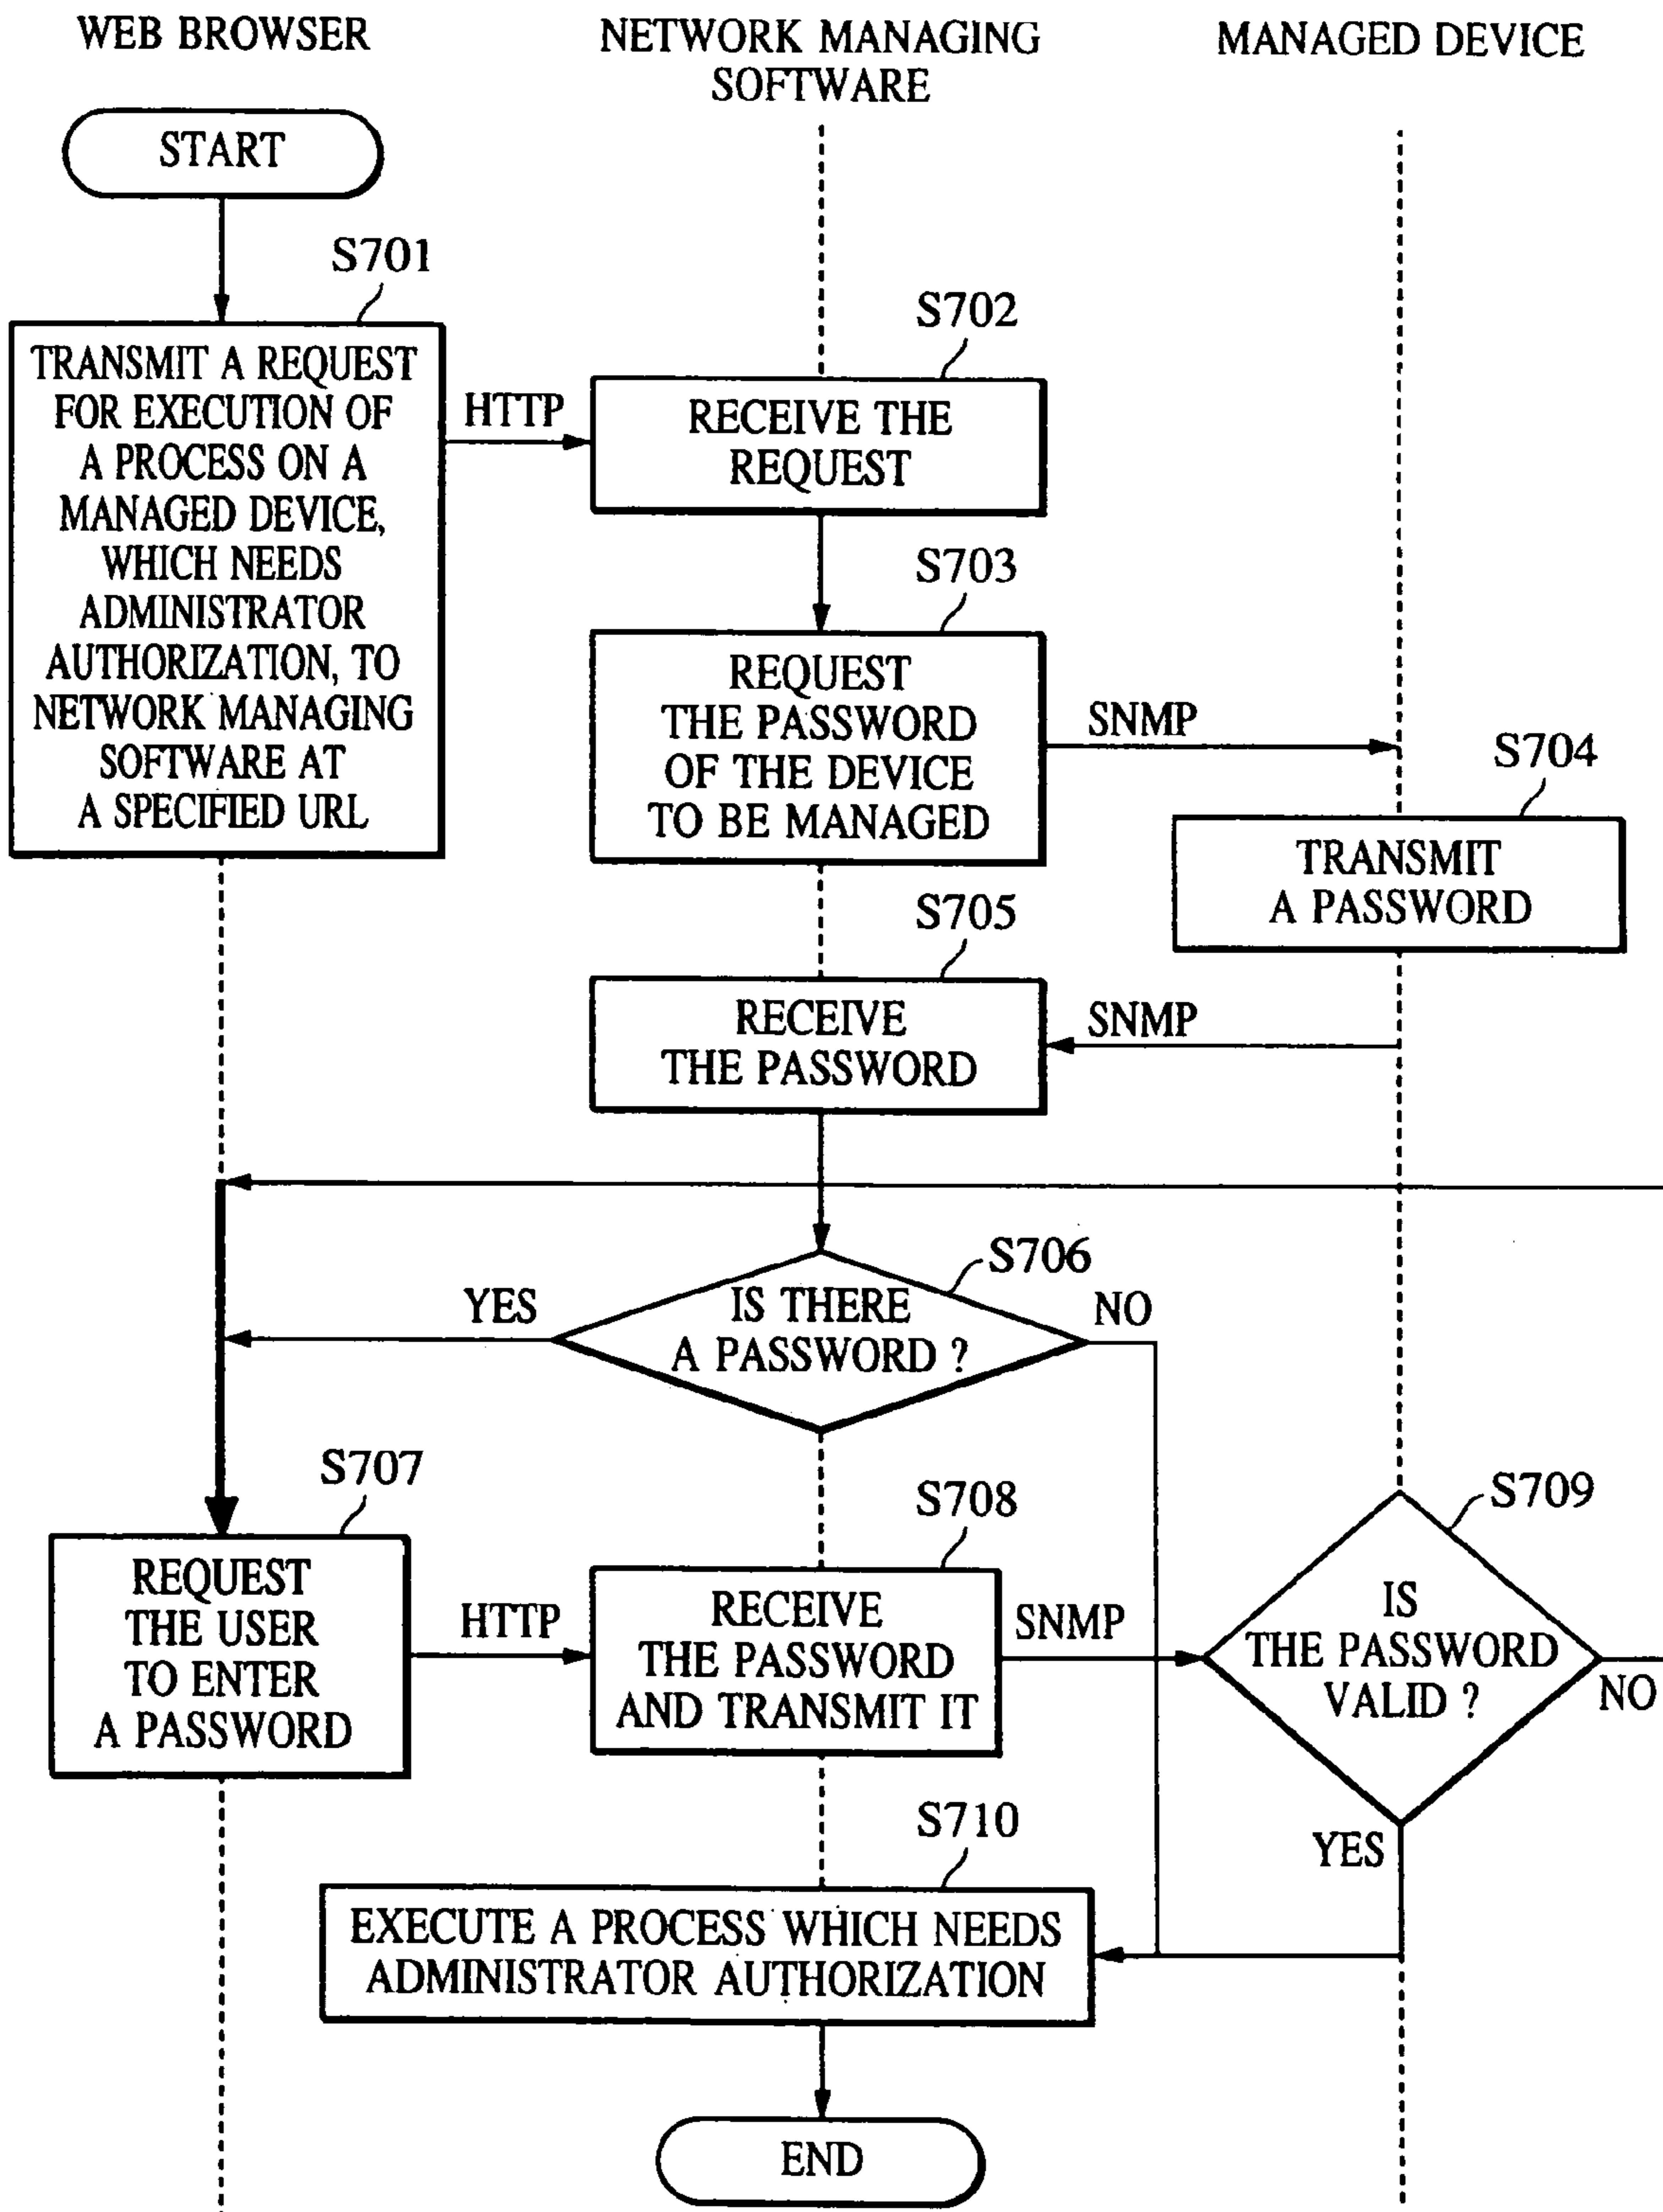 WEB BROWSER
NETWORK MANAGING
SOFTWARE
MANAGED DEVICE
START
S701
TRANSMIT A REQUEST
FOR EXECUTION OF
A PROCESS ON A
MANAGED DEVICE,
WHICH NEEDS
ADMINISTRATOR
AUTHORIZATION, TO
NETWORK MANAGING
SOFTWARE AT
A SPECIFIED URL
HTTP
S702
RECEIVE THE
REQUEST
S703
REQUEST
THE PASSWORD
OF THE DEVICE
TO BE MANAGED
SNMP
S704
TRANSMIT
A PASSWORD
S705
RECEIVE
THE PASSWORD
SNMP
S706
IS THERE
A PASSWORD ?
YES
NO
S707
REQUEST
THE USER
TO ENTER
A PASSWORD
HTTP
S708
RECEIVE
THE PASSWORD
AND TRANSMIT IT
SNMP
S709
IS
THE PASSWORD
VALID ?
NO
YES
S710
EXECUTE A PROCESS WHICH NEEDS
ADMINISTRATOR AUTHORIZATION
END